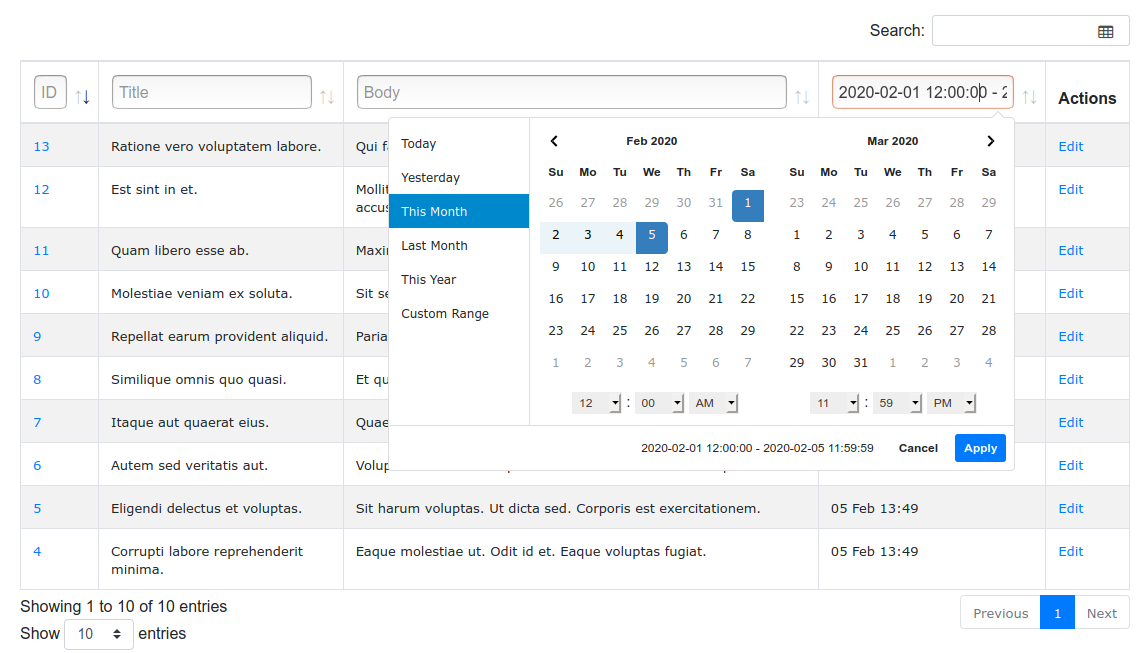 Search:
ID Title Body 2020-02-01 12:00:00 - 2 Actions
13 Ratione vero voluptatem labore. Qui f Edit
12 Est sint in et. Mollit Edit
accus
11 Quam libero esse ab. Maxi Edit
10 Molestiae veniam ex soluta. Sit se Edit
9 Repellat earum provident aliquid. Paria Edit
8 Similique omnis quo quasi. Et qu Edit
7 Itaque aut quaerat eius. Quae Edit
6 Autem sed veritatis aut. Volup Edit
5 Eligendi delectus et voluptas. Sit harum voluptas. Ut dicta sed. Corporis est exercitationem. 05 Feb 13:49 Edit
4 Corrupti labore reprehenderit Eaque molestiae ut. Odit id et. Eaque voluptas fugiat. 05 Feb 13:49 Edit
minima.
Today
Yesterday
This Month
Last Month
This Year
Custom Range
Feb 2020
Su Mo Tu We Th Fr Sa
26 27 28 29 30 31 1
2 3 4 5 6 7 8
9 10 11 12 13 14 15
16 17 18 19 20 21 22
23 24 25 26 27 28 29
1 2 3 4 5 6 7
12 : 00 AM
Mar 2020
Su Mo Tu We Th Fr Sa
23 24 25 26 27 28 29
1 2 3 4 5 6 7
8 9 10 11 12 13 14
15 16 17 18 19 20 21
22 23 24 25 26 27 28
29 30 31 1 2 3 4
11 : 59 PM
2020-02-01 12:00:00 - 2020-02-05 11:59:59 Cancel Apply
Showing 1 to 10 of 10 entries
Show 10 entries
Previous 1 Next